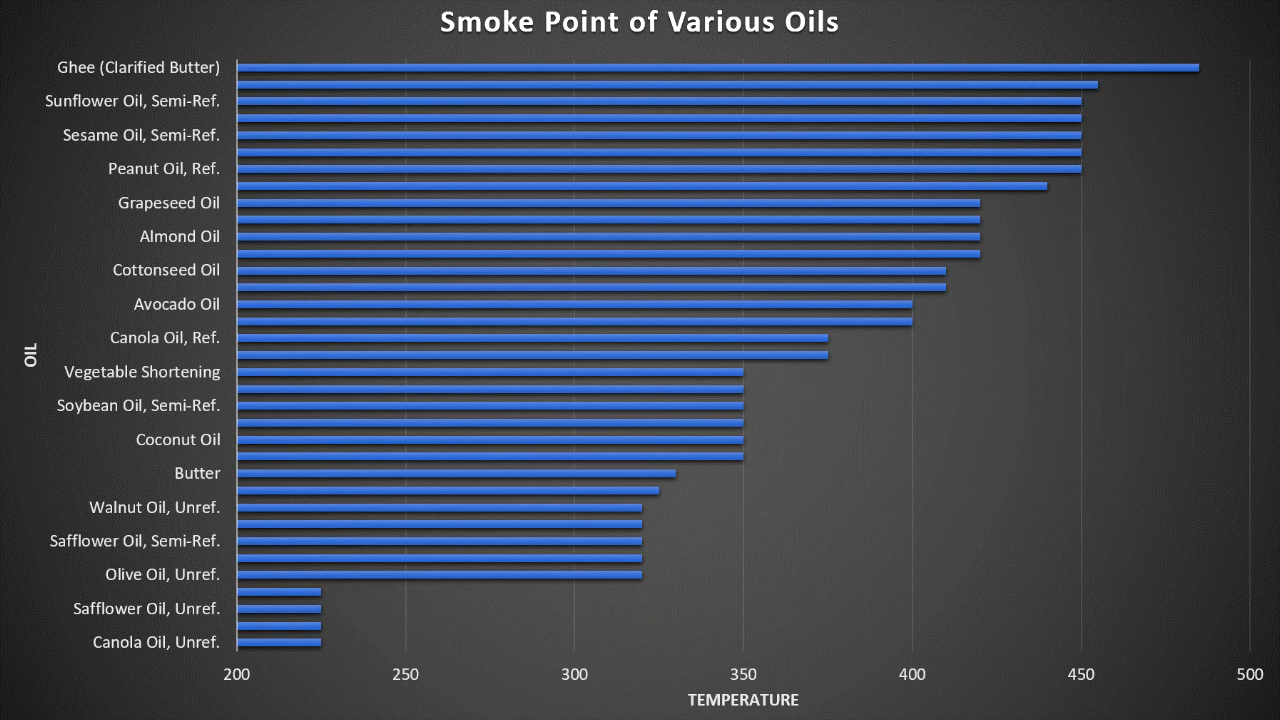 Smoke Point of Various Oils
Ghee (Clarified Butter)
Sunflower Oil, Semi-Ref.
Sesame Oil, Semi-Ref.
Peanut Oil, Ref.
Grapeseed Oil
Almond Oil
Cottonseed Oil
Avocado Oil
Canola Oil, Ref.
Vegetable Shortening
Soybean Oil, Semi-Ref.
Coconut Oil
Butter
Walnut Oil, Unref.
Safflower Oil, Semi-Ref.
Olive Oil, Unref.
Safflower Oil, Unref.
Canola Oil, Unref.
OIL
200 250 300 350 400 450 500
TEMPERATURE